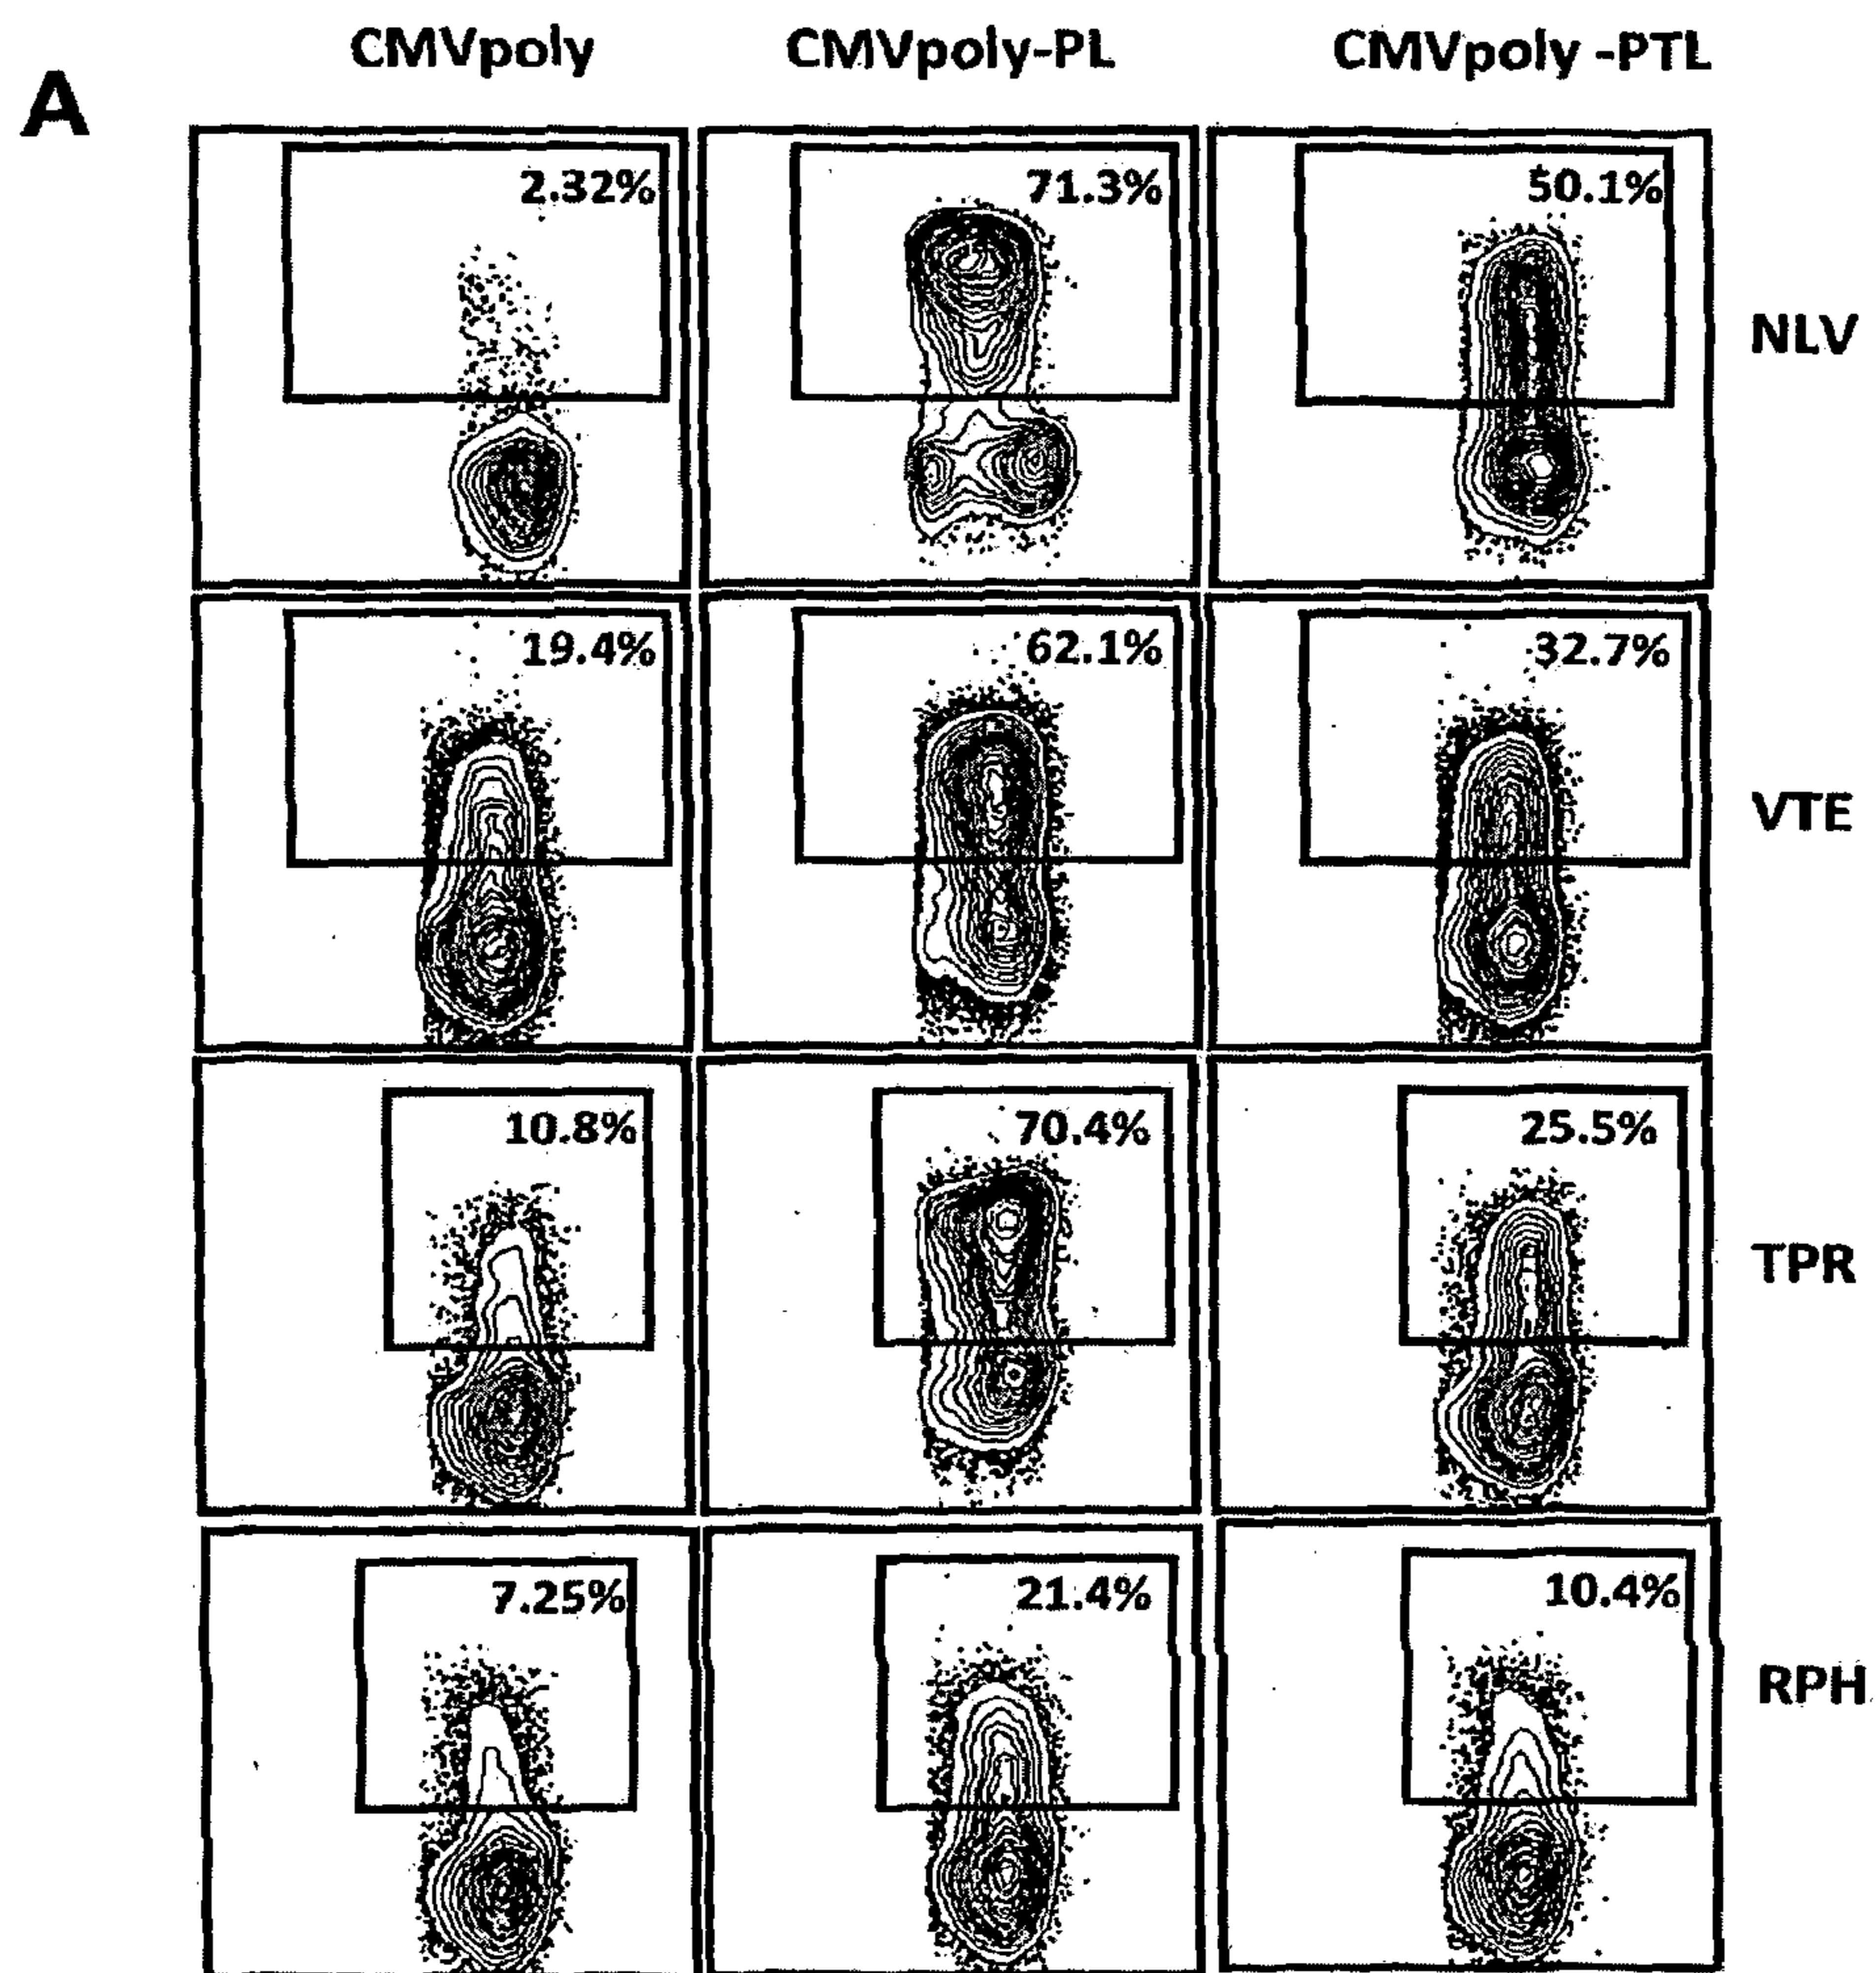 CMVpoly CMVpoly-PL CMVpoly -PTL
A
2.32% 71.3% 50.1%
NLV
19.4% 62.1% 32.7%
VTE
10.8% 70.4% 25.5%
TPR
7.25% 21.4% 10.4%
RPH